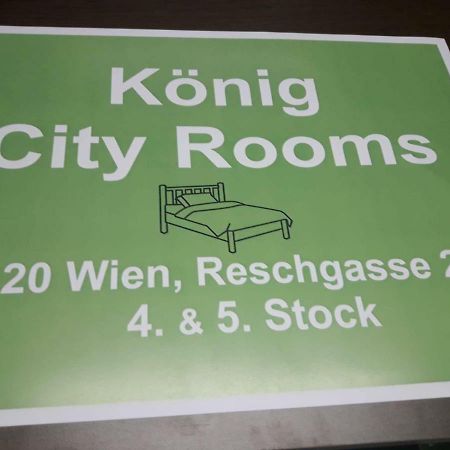 König
City Rooms
20 Wien, Reschgasse 2
4. & 5. Stock